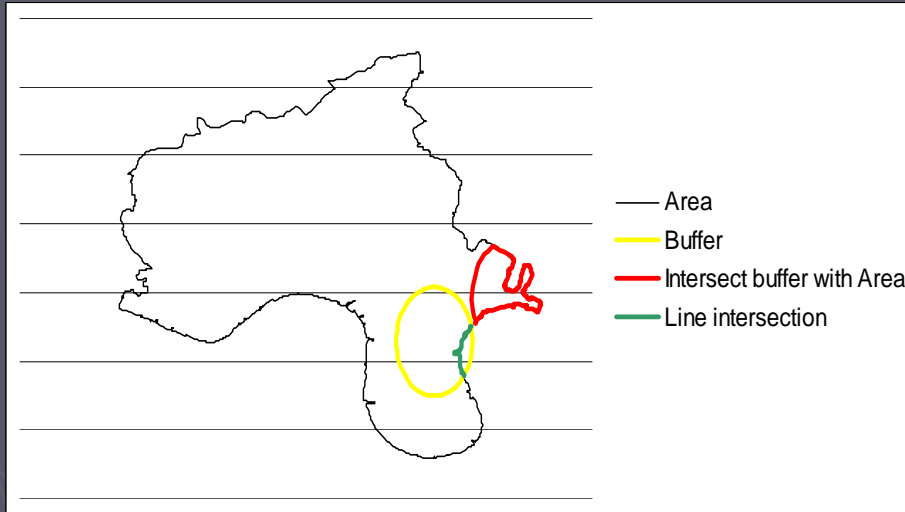 Area
Buffer
Intersect buffer with Area
Line intersection